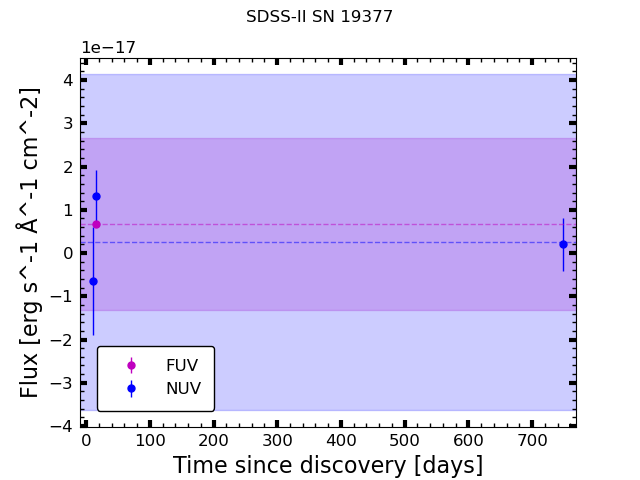 SDSS-II SN 19377
1e−17
4
3
2
1
0
−1
−2
−3
−4
Flux [erg s^-1 Å^-1 cm^-2]
FUV
NUV
0 100 200 300 400 500 600 700
Time since discovery [days]